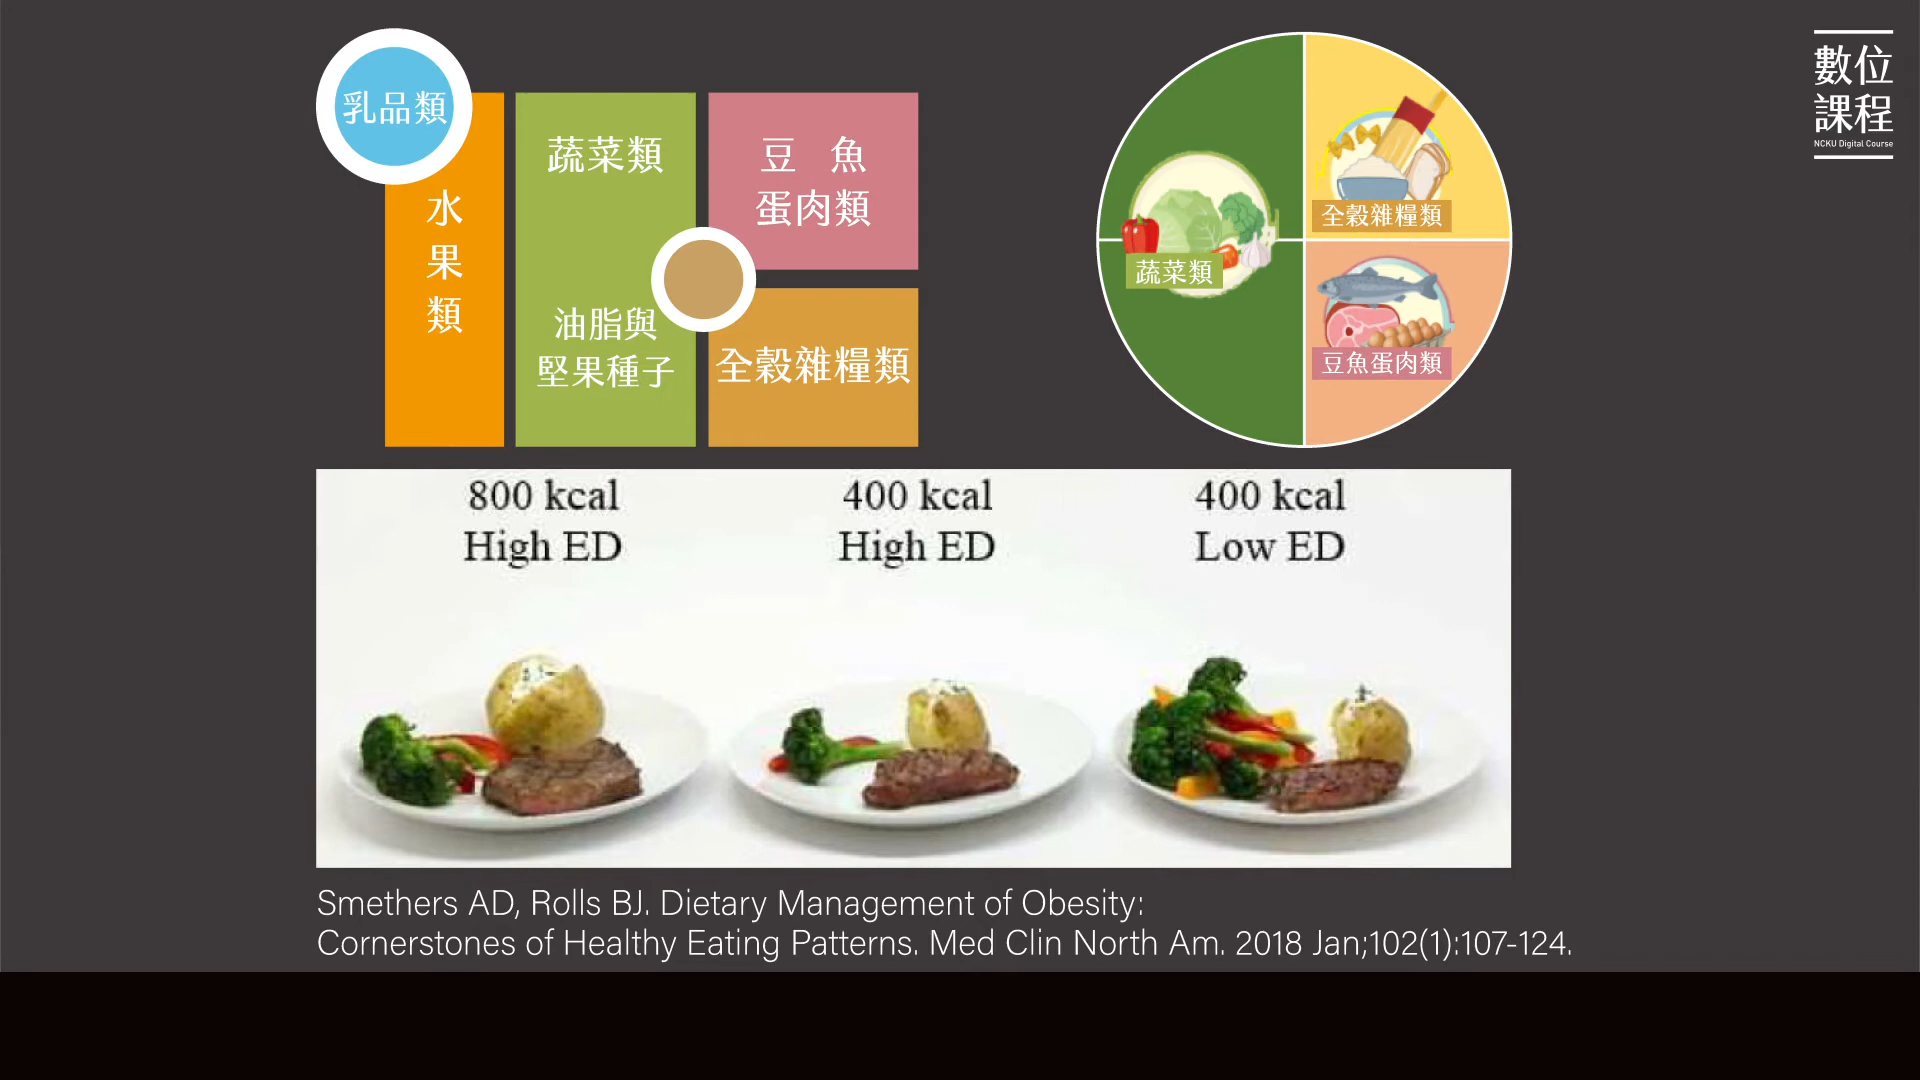 乳品類
水
果
類
蔬菜類
油脂與
堅果種子
豆 魚
蛋肉類
全穀雜糧類
蔬菜類
全穀雜糧類
豆魚蛋肉類
數位
課程
NCKU Digital Course
800 kcal
High ED
400 kcal
High ED
400 kcal
Low ED
Smethers AD, Rolls BJ. Dietary Management of Obesity:
Cornerstones of Healthy Eating Patterns. Med Clin North Am. 2018 Jan;102(1):107-124.